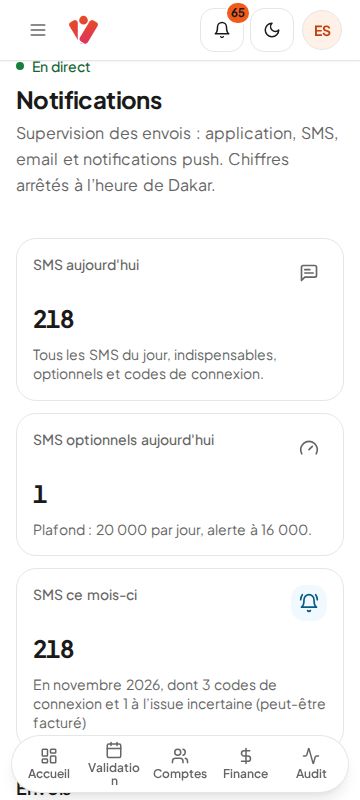 65
ES
En direct
Notifications
Supervision des envois : application, SMS,
email et notifications push. Chiffres
arrêtés à l'heure de Dakar.
SMS aujourd'hui
218
Tous les SMS du jour, indispensables,
optionnels et codes de connexion.
SMS optionnels aujourd'hui
1
Plafond : 20 000 par jour, alerte à 16 000.
SMS ce mois-ci
218
En novembre 2026, dont 3 codes de
connexion et 1 à l'issue incertaine (peut-être
facturé)
Accueil
Validatio
n
Comptes
Finance
Audit
Envois